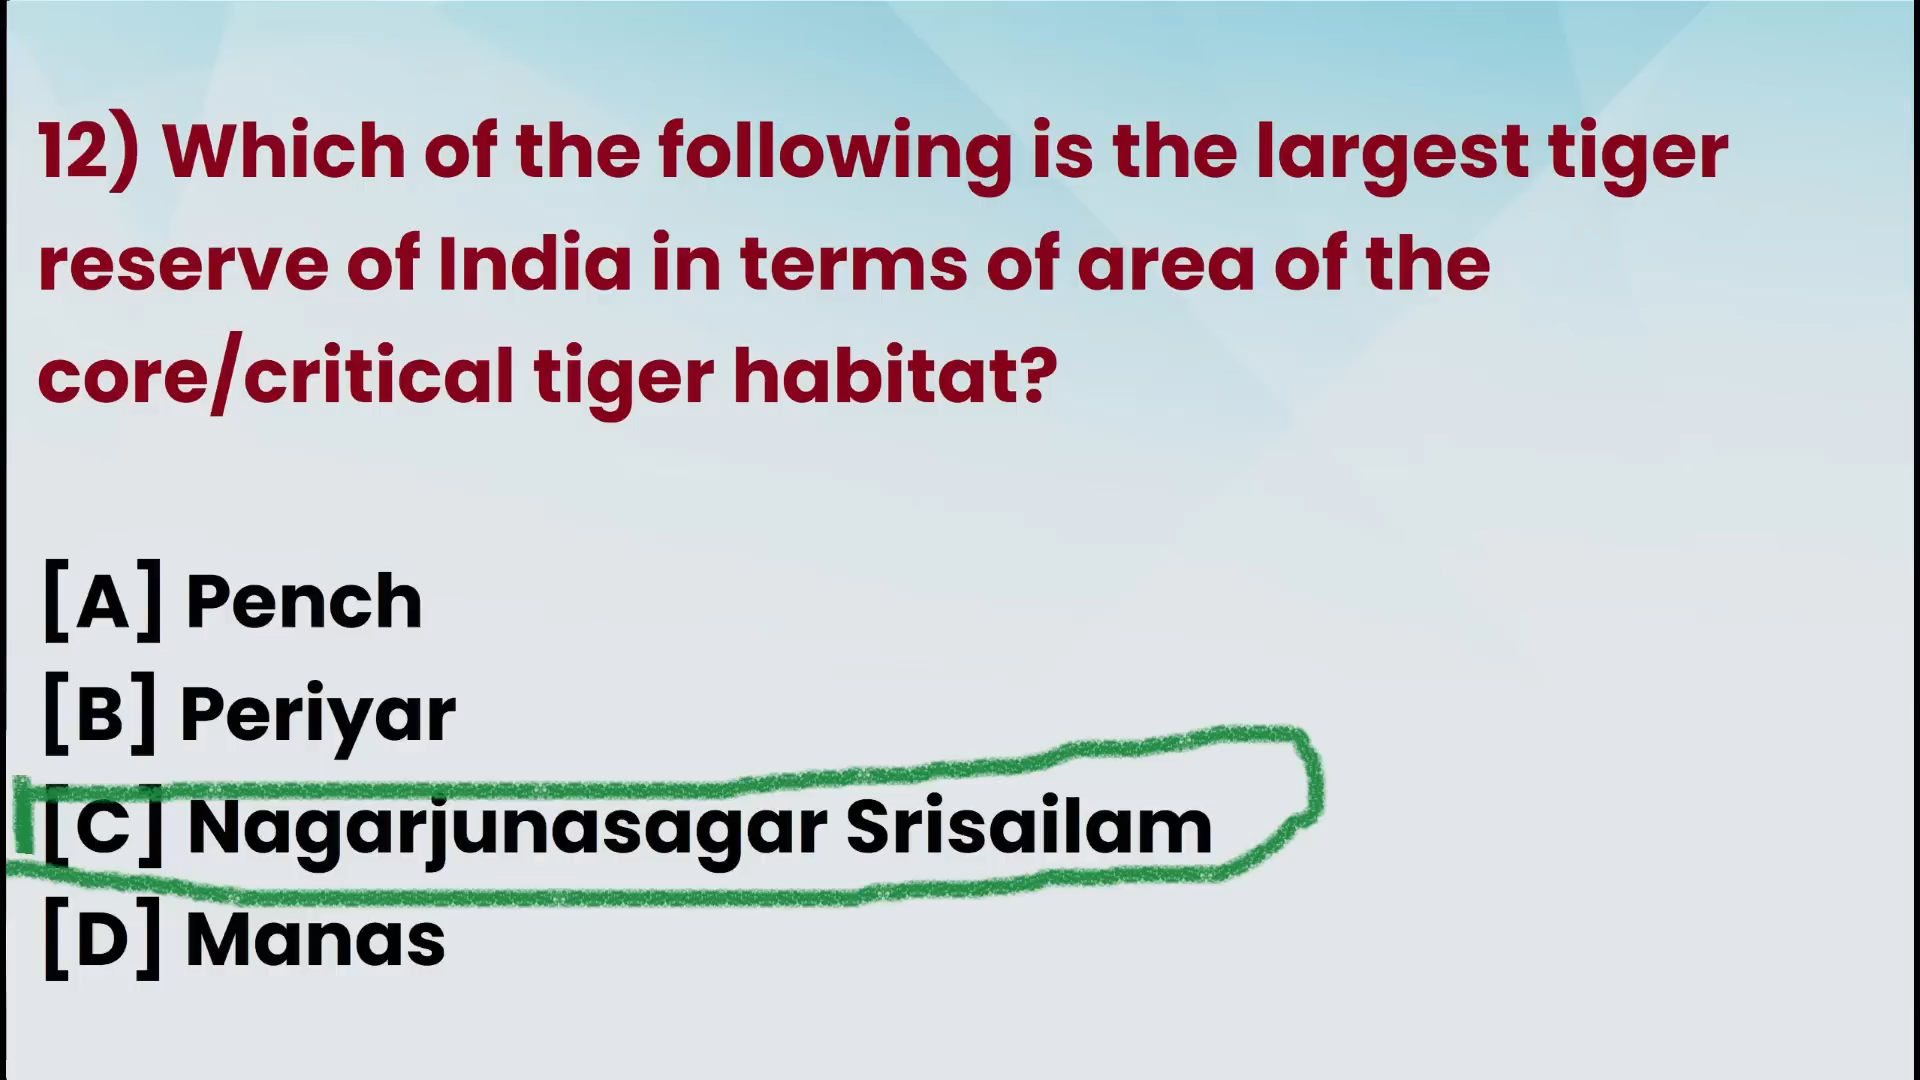 12) Which of the following is the largest tiger
reserve of India in terms of area of the
core/critical tiger habitat?
[A] Pench
[B] Periyar
[C] Nagarjunasagar Srisailam
[D] Manas